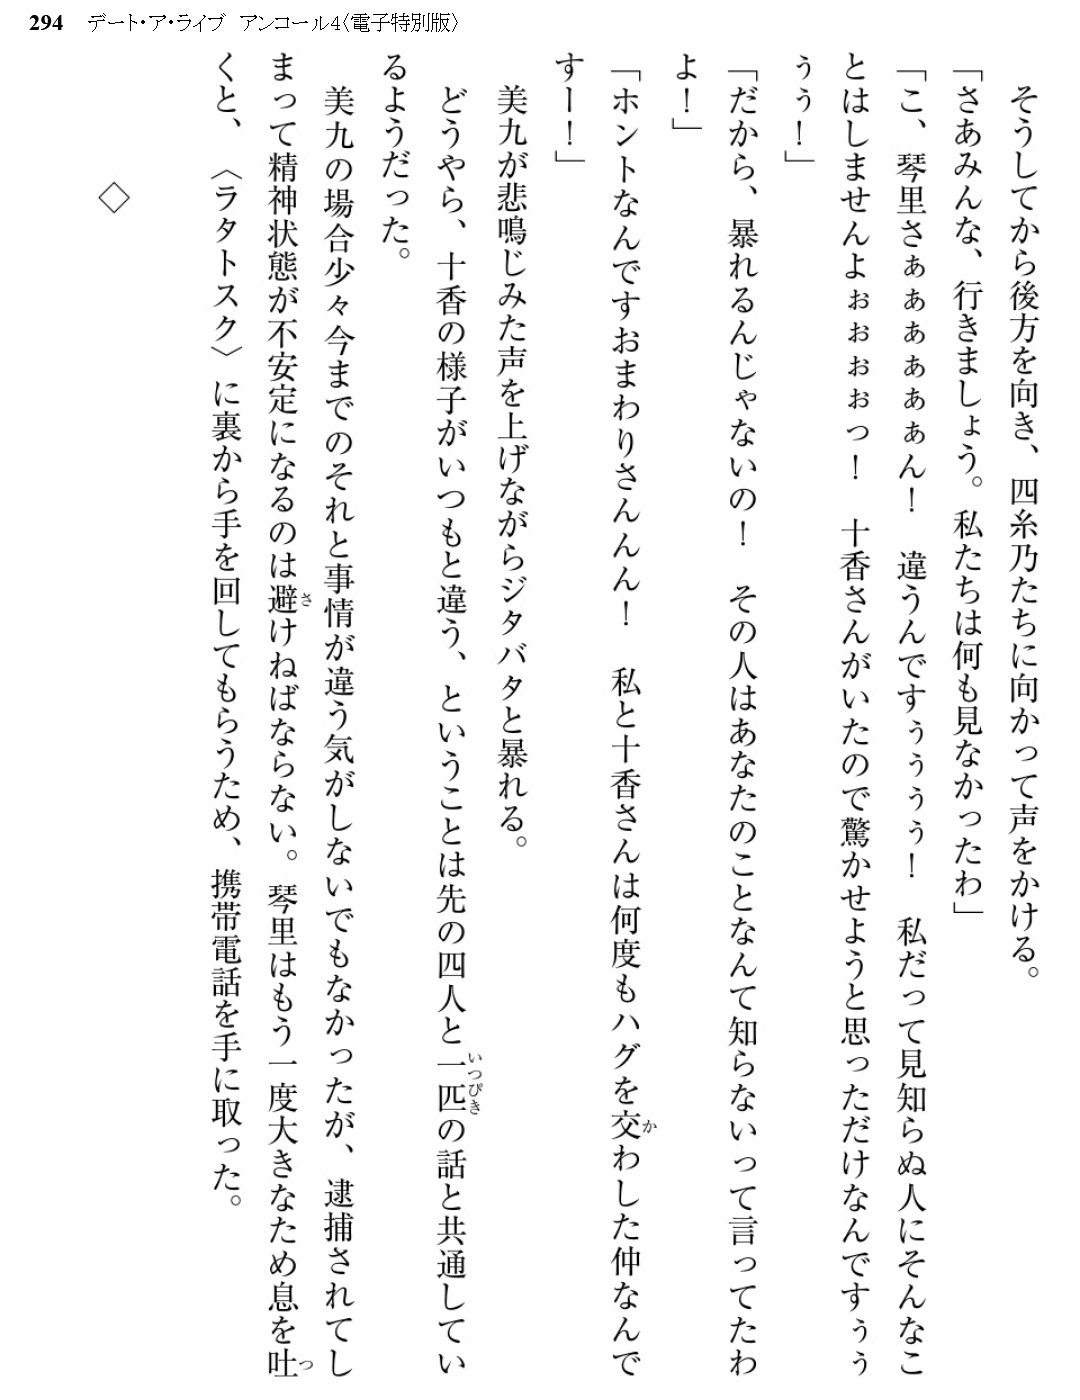 294 デート・ア・ライブ アンコール4〈電子特別版〉
そうしてから後方を向き、四糸乃たちに向かって声をかける。
「さあみんな、行きましょう。私たちは何も見なかったわ」
「こ、琴里さぁぁぁぁぁん！　違うんですぅぅぅぅ！　私だって見知らぬ人にそんなこ
とはしませんよぉぉぉぉっ！　十香さんがいたので驚かせようと思っただけなんですぅぅ
ぅぅ！」
「だから、暴れるんじゃないの！　その人はあなたのことなんて知らないって言ってたわ
よ！」
「ホントなんですおまわりさんんん！　私と十香さんは何度もハグを交わした仲なんで
すー！」
美九が悲鳴じみた声を上げながらジタバタと暴れる。
どうやら、十香の様子がいつもと違う、ということは先の四人と一匹の話と共通してい
るようだった。
美九の場合少々今までのそれと事情が違う気がしないでもなかったが、逮捕されてし
まって精神状態が不安定になるのは避けねばならない。琴里はもう一度大きなため息を吐
くと、〈ラタトスク〉に裏から手を回してもらうため、携帯電話を手に取った。
◇